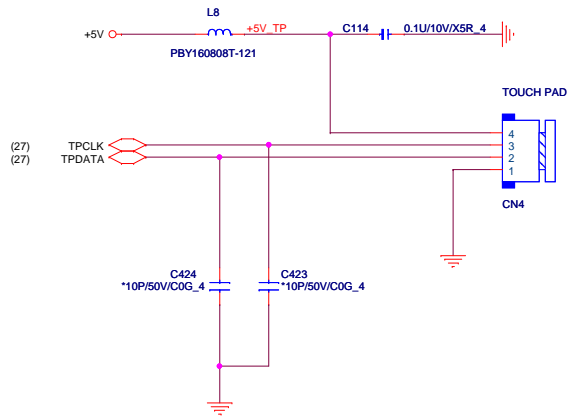 L8
+5V
+5V_TP
PBY160808T-121
C114
0.1U/10V/X5R_4
TOUCH PAD
4
3
2
1
CN4
(27) TPCLK
(27) TPDATA
C424
*10P/50V/C0G_4
C423
*10P/50V/C0G_4